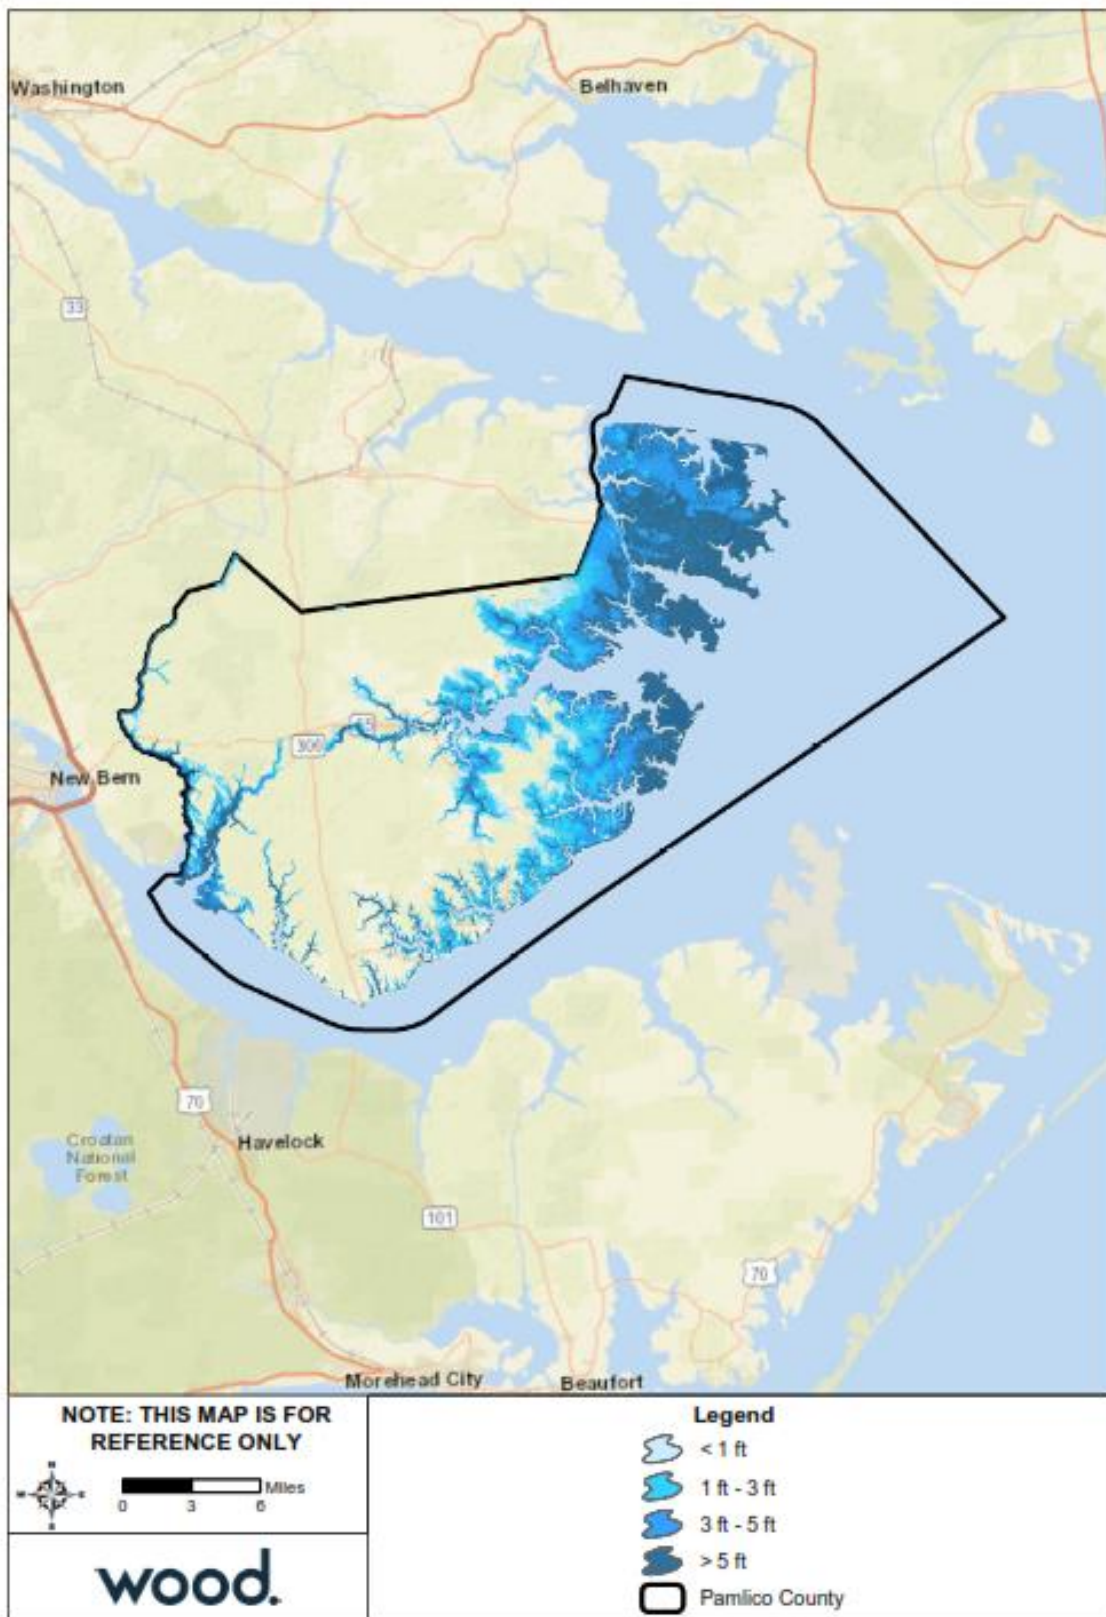 Washington
Belhaven
33
55
306
New Bern
70
Croatan
National
Forest
Havelock
101
70
Morehead City
Beaufort
NOTE: THIS MAP IS FOR
REFERENCE ONLY
N
W
E
S
Miles
0 3 6
wood.
Legend
< 1 ft
1 ft - 3 ft
3 ft - 5 ft
> 5 ft
Pamlico County